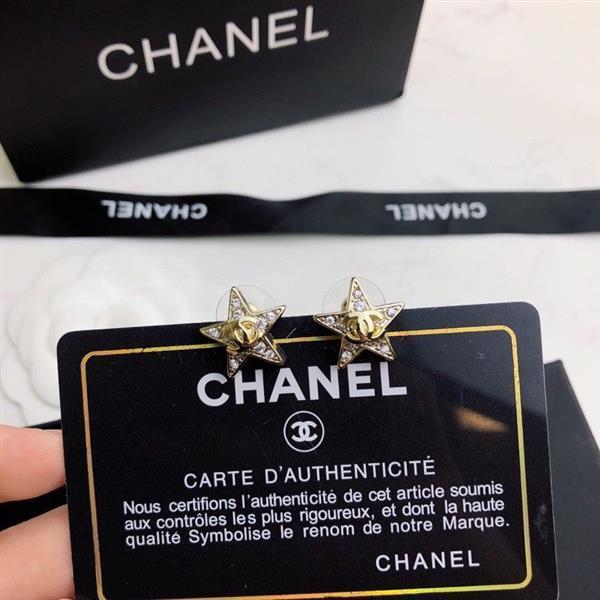 CHANEL
CHANEL CHANEL
CHANEL
CARTE D'AUTHENTICITÉ
Nous certifions l'authenticité de cet article soumis
aux contrôles les plus rigoureux, et dont la haute
qualité Symbolise le renom de notre Marque.
CHANEL